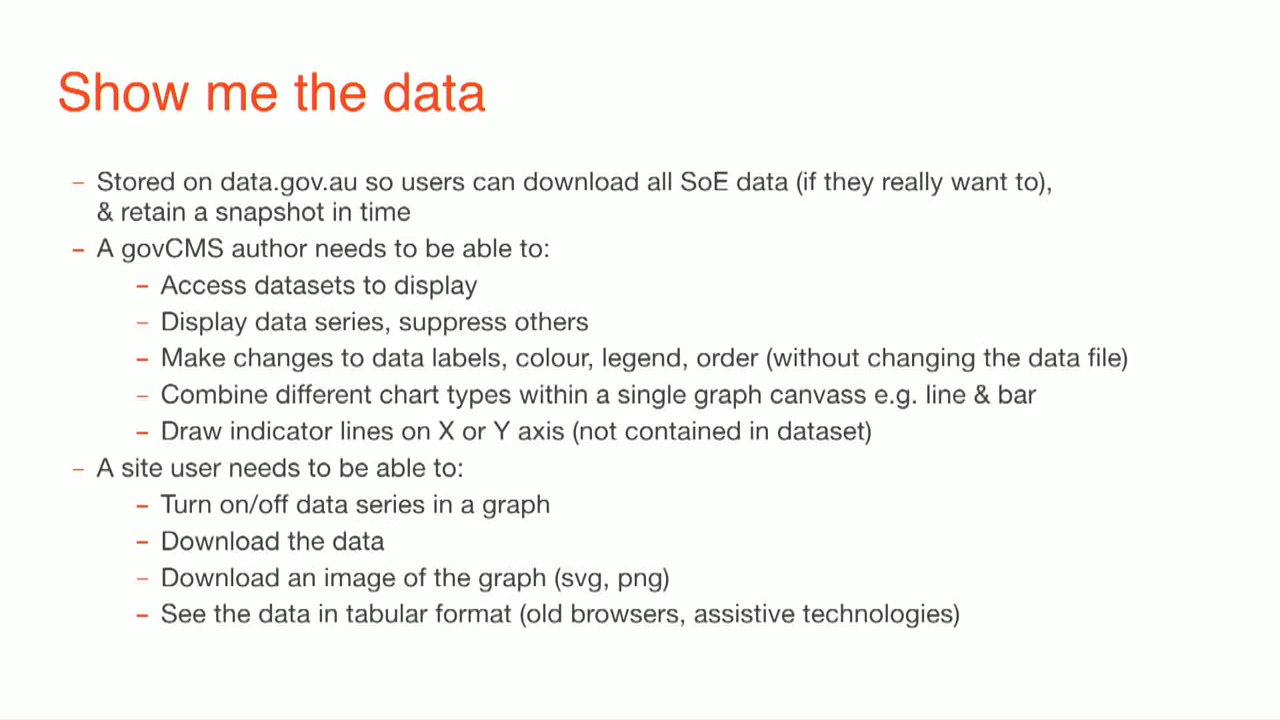 Show me the data
– Stored on data.gov.au so users can download all SoE data (if they really want to),
& retain a snapshot in time
– A govCMS author needs to be able to:
– Access datasets to display
– Display data series, suppress others
– Make changes to data labels, colour, legend, order (without changing the data file)
– Combine different chart types within a single graph canvass e.g. line & bar
– Draw indicator lines on X or Y axis (not contained in dataset)
– A site user needs to be able to:
– Turn on/off data series in a graph
– Download the data
– Download an image of the graph (svg, png)
– See the data in tabular format (old browsers, assistive technologies)